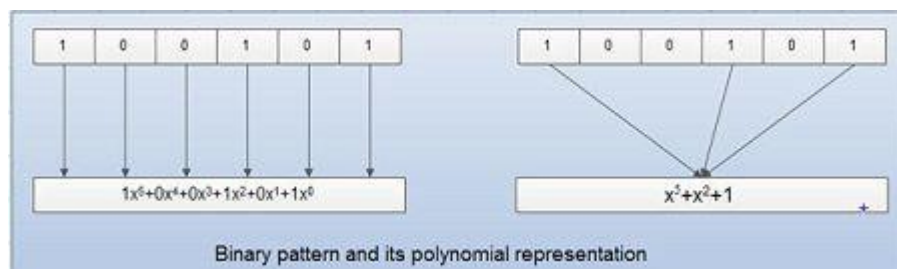 1 0 0 1 0 1
1 0 0 1 0 1
1x⁵+0x⁴+0x³+1x²+0x¹+1x⁰
x⁵+x²+1
Binary pattern and its polynomial representation